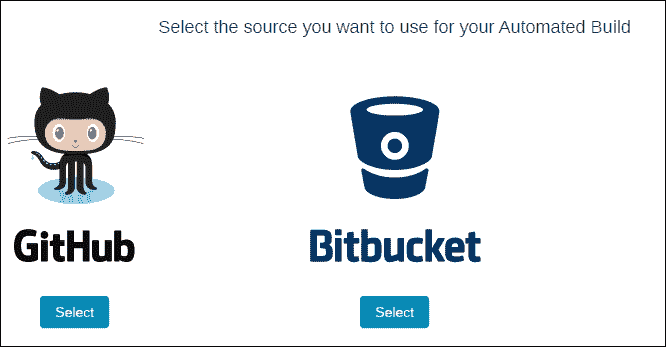 Select the source you want to use for your Automated Build
GitHub
Bitbucket
Select
Select